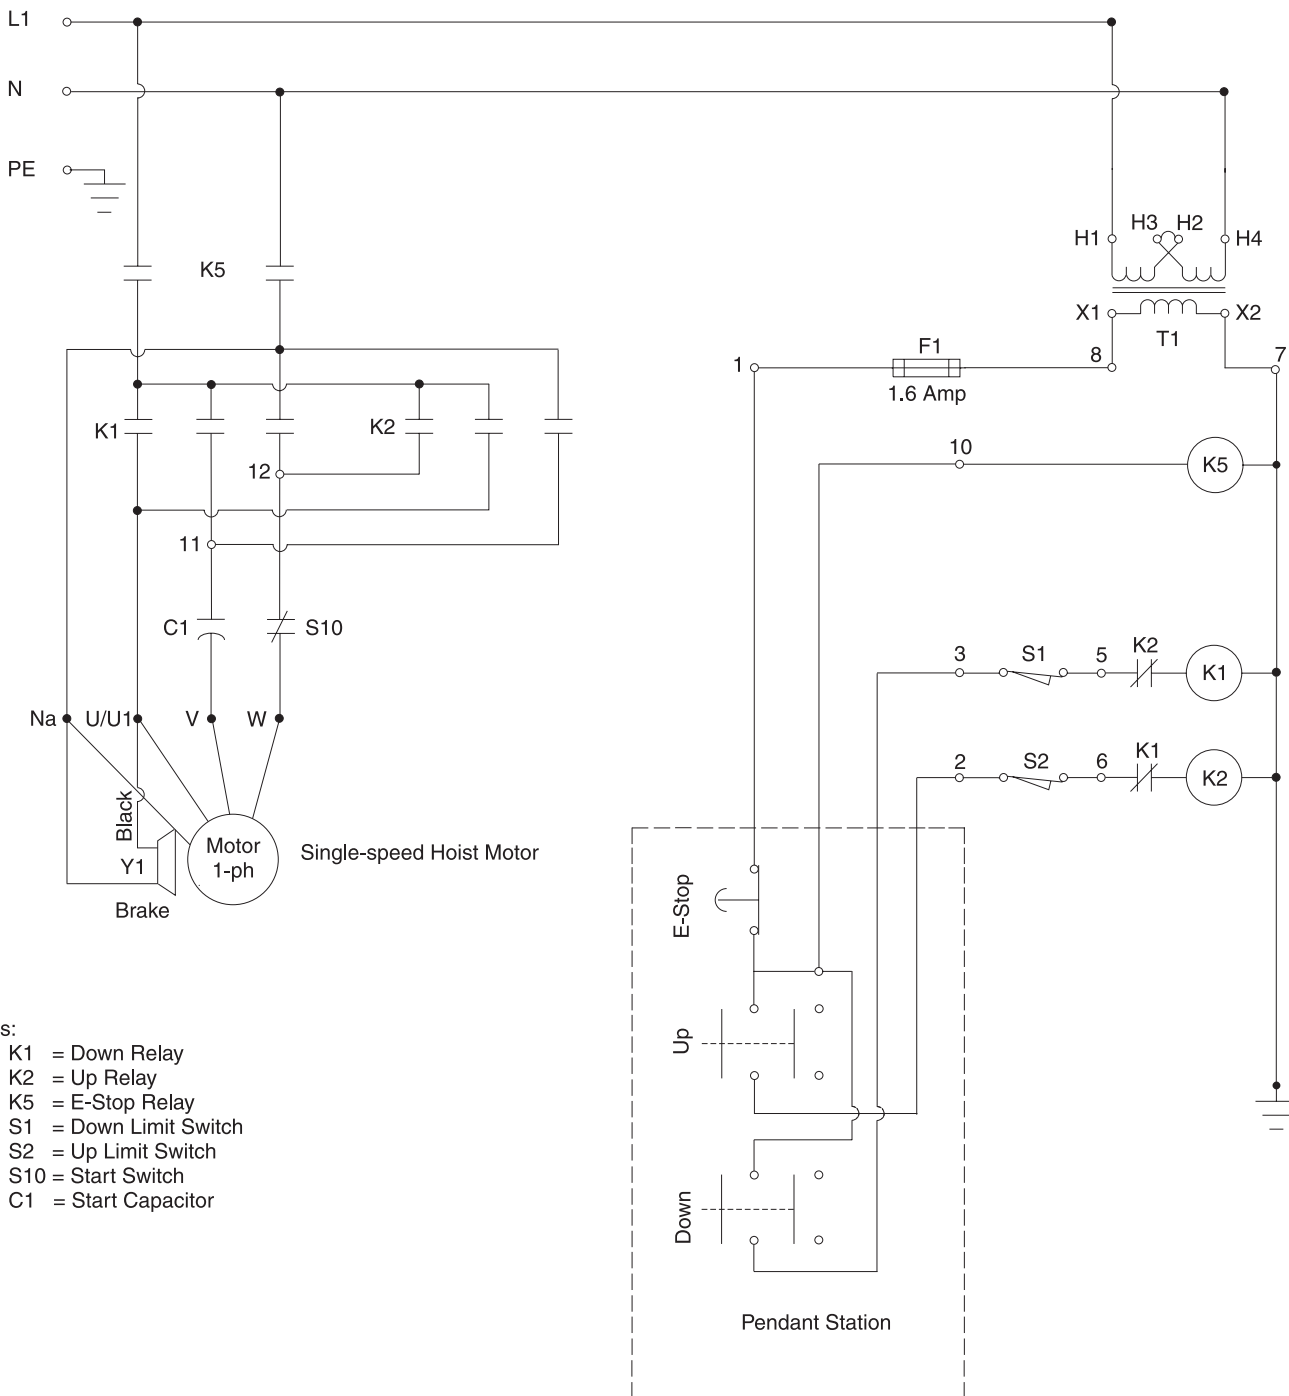 L1
N
PE
K5
H1
H3
H2
H4
X1
X2
T1
F1
1
8
7
1.6 Amp
K1
K2
12
10
K5
11
C1
S10
3
S1
5
K2
K1
Na
U/U1
V
W
2
S2
6
K1
K2
Black
Y1
Motor
1-ph
Single-speed Hoist Motor
Brake
E-Stop
Up
Down
Pendant Station
s:
K1 = Down Relay
K2 = Up Relay
K5 = E-Stop Relay
S1 = Down Limit Switch
S2 = Up Limit Switch
S10 = Start Switch
C1 = Start Capacitor